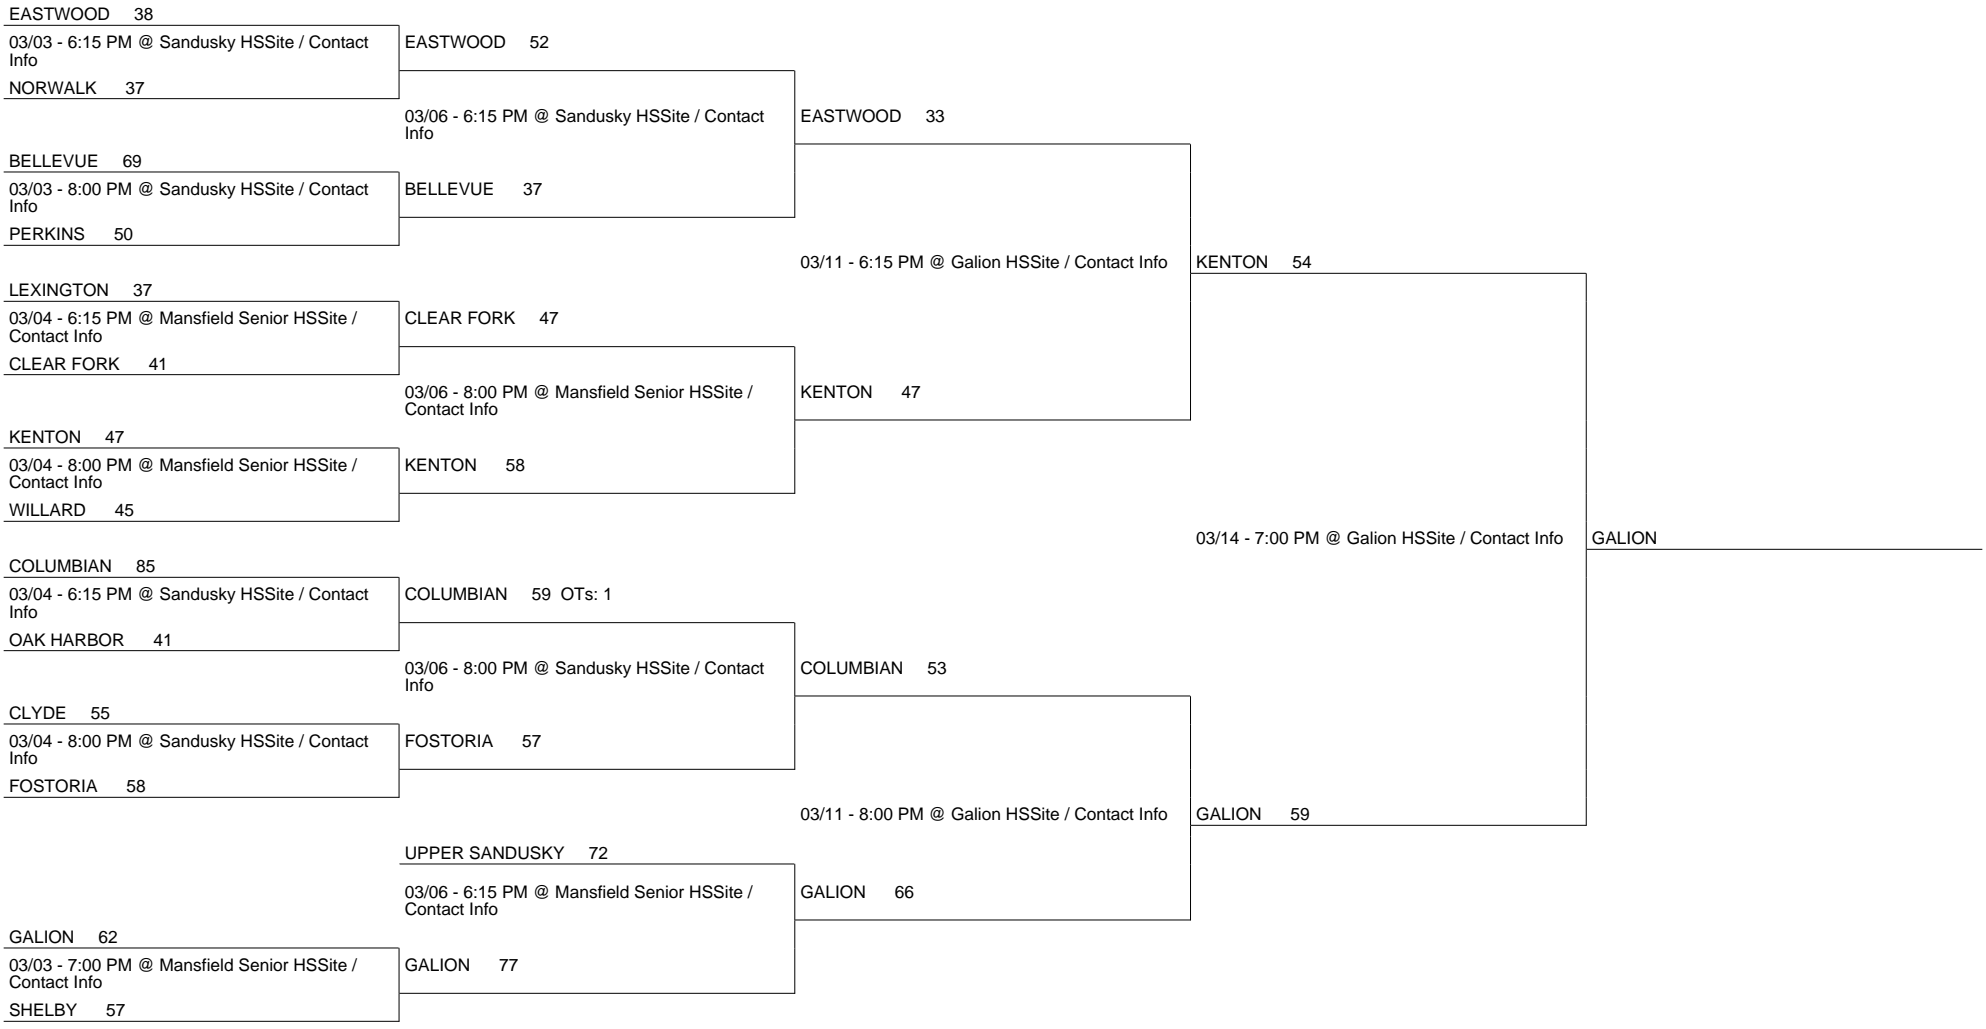 EASTWOOD 38
03/03 - 6:15 PM @ Sandusky HSSite / Contact
Info
NORWALK 37
BELLEVUE 69
03/03 - 8:00 PM @ Sandusky HSSite / Contact
Info
PERKINS 50
LEXINGTON 37
03/04 - 6:15 PM @ Mansfield Senior HSSite /
Contact Info
CLEAR FORK 41
KENTON 47
03/04 - 8:00 PM @ Mansfield Senior HSSite /
Contact Info
WILLARD 45
COLUMBIAN 85
03/04 - 6:15 PM @ Sandusky HSSite / Contact
Info
OAK HARBOR 41
CLYDE 55
03/04 - 8:00 PM @ Sandusky HSSite / Contact
Info
FOSTORIA 58
GALION 62
03/03 - 7:00 PM @ Mansfield Senior HSSite /
Contact Info
SHELBY 57
EASTWOOD 52
03/06 - 6:15 PM @ Sandusky HSSite / Contact
Info
BELLEVUE 37
CLEAR FORK 47
03/06 - 8:00 PM @ Mansfield Senior HSSite /
Contact Info
KENTON 58
COLUMBIAN 59 OTs: 1
03/06 - 8:00 PM @ Sandusky HSSite / Contact
Info
FOSTORIA 57
UPPER SANDUSKY 72
03/06 - 6:15 PM @ Mansfield Senior HSSite /
Contact Info
GALION 77
EASTWOOD 33
03/11 - 6:15 PM @ Galion HSSite / Contact Info
KENTON 47
COLUMBIAN 53
03/11 - 8:00 PM @ Galion HSSite / Contact Info
GALION 66
KENTON 54
03/14 - 7:00 PM @ Galion HSSite / Contact Info
GALION 59
GALION